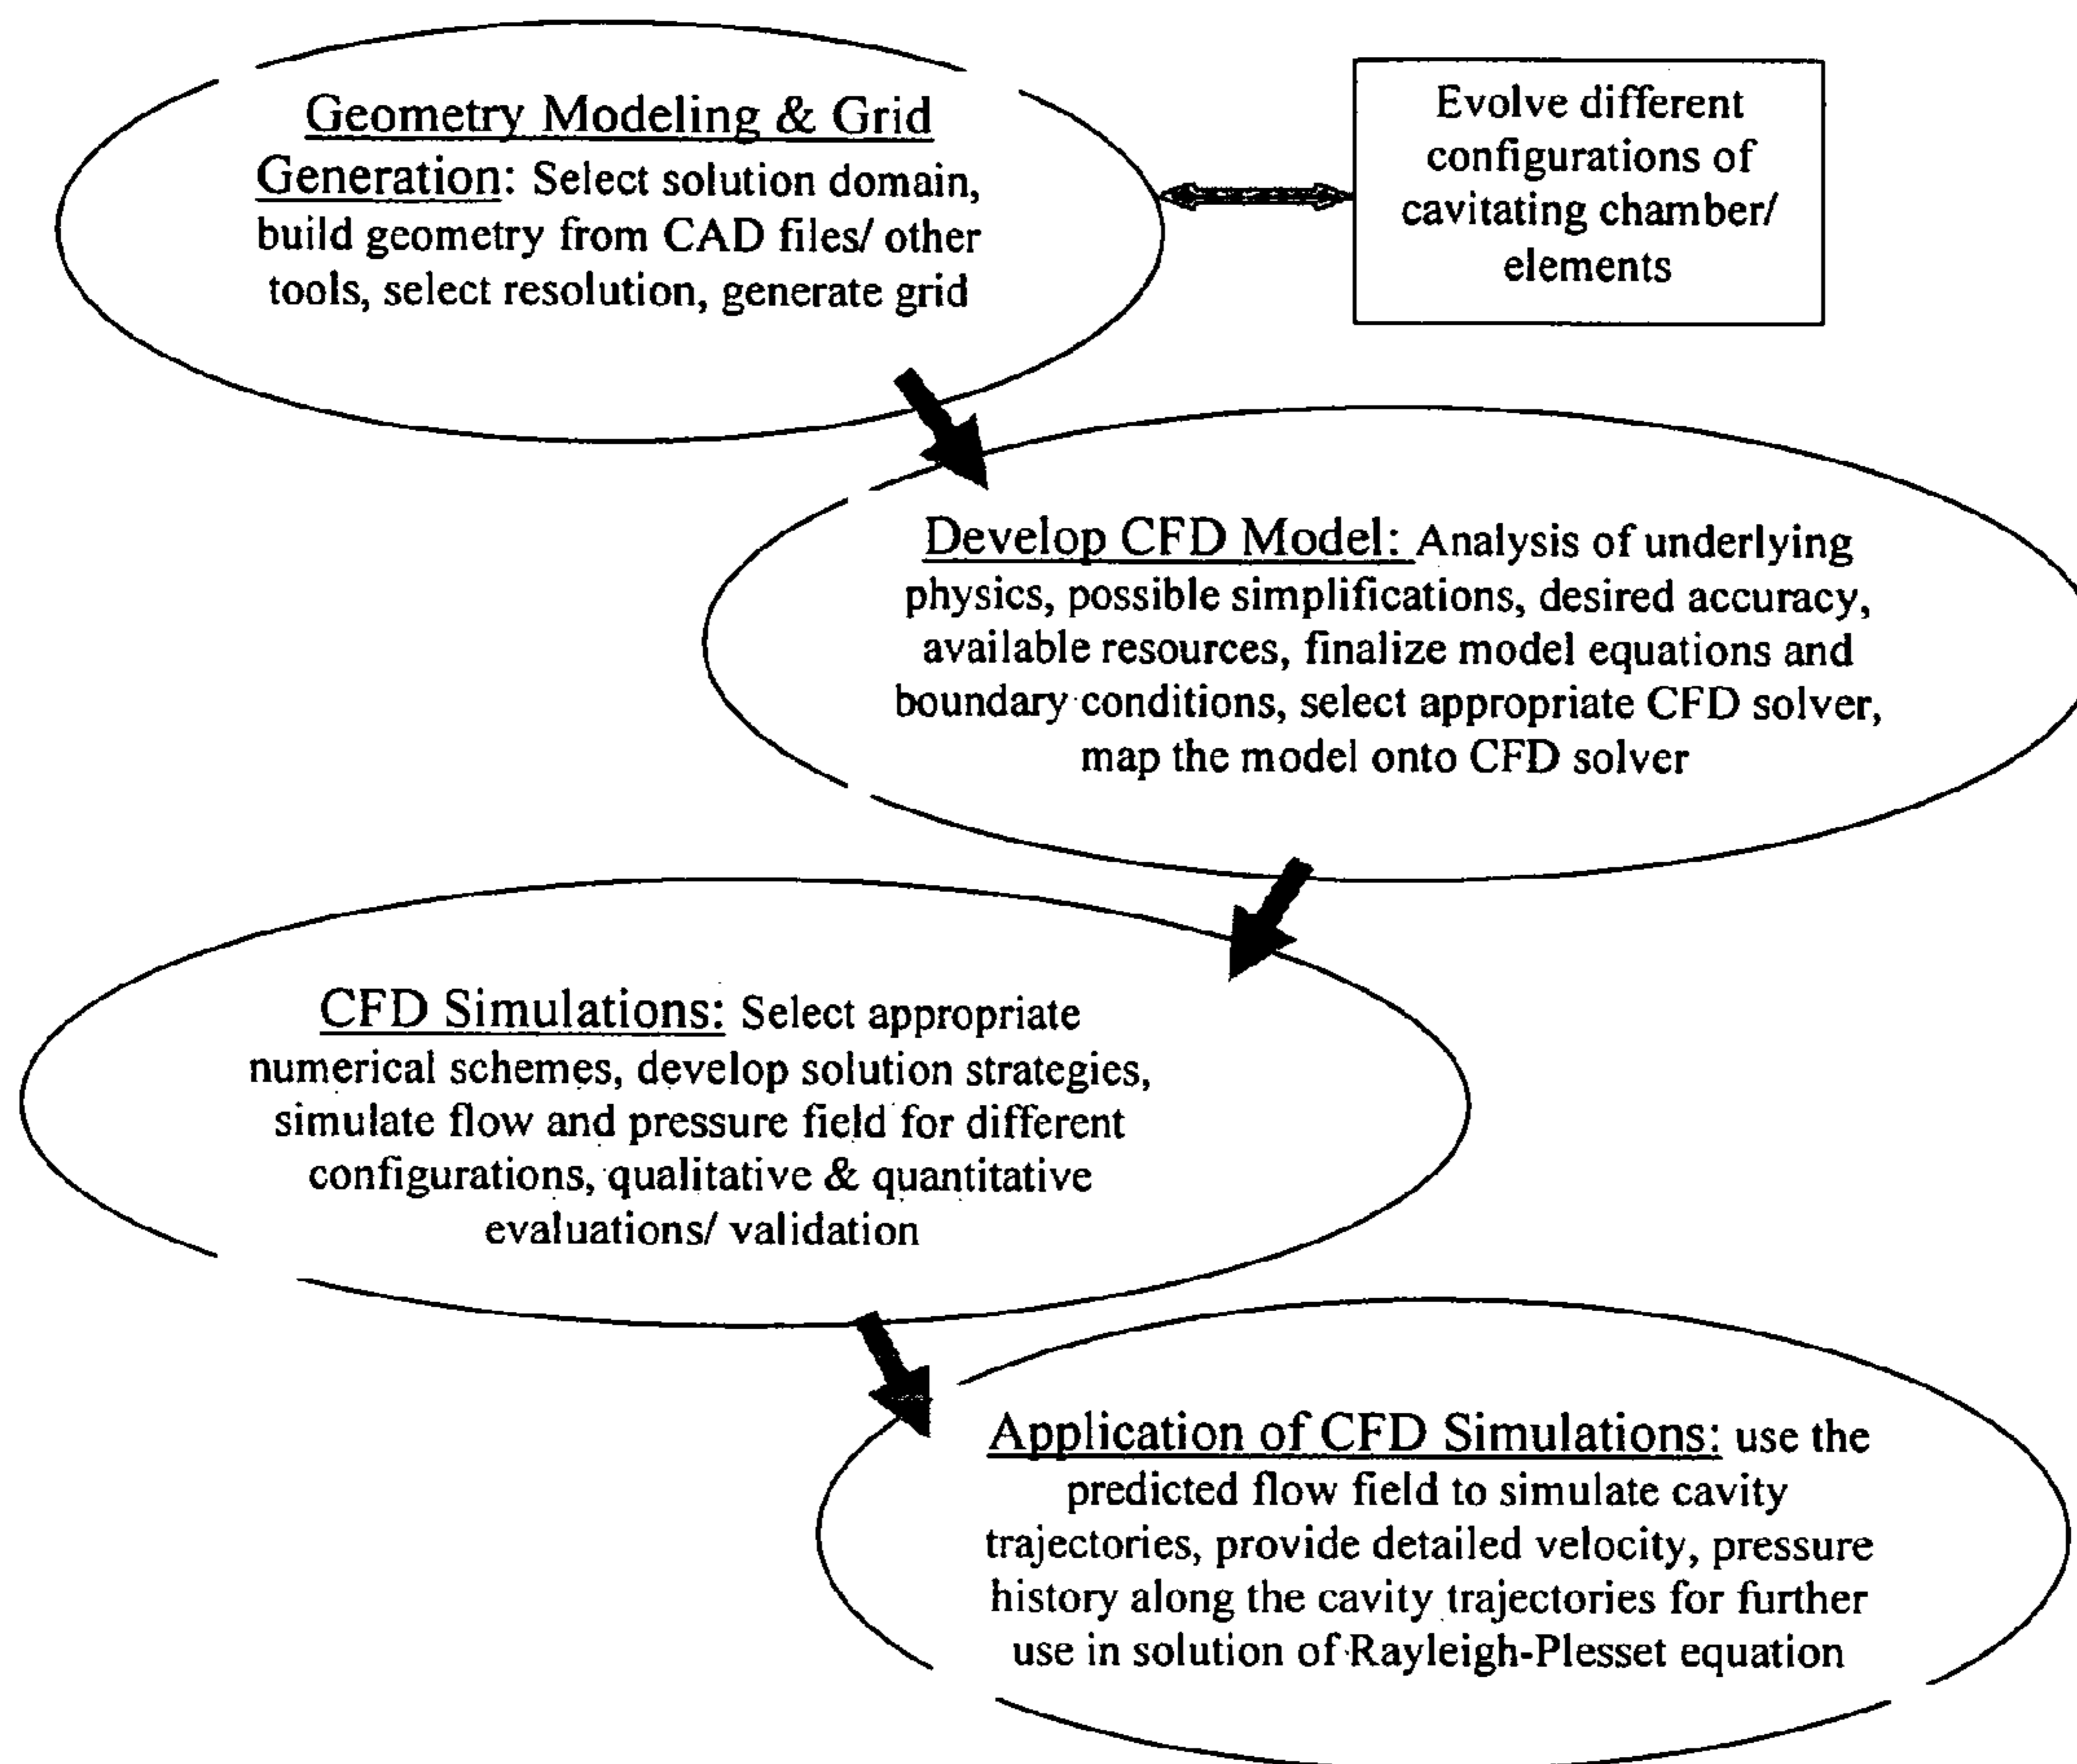 Geometry Modeling & Grid
Generation: Select solution domain,
build geometry from CAD files/ other
tools, select resolution, generate grid
Evolve different
configurations of
cavitating chamber/
elements
Develop CFD Model: Analysis of underlying
physics, possible simplifications, desired accuracy,
available resources, finalize model equations and
boundary conditions, select appropriate CFD solver,
map the model onto CFD solver
CFD Simulations: Select appropriate
numerical schemes, develop solution strategies,
simulate flow and pressure field for different
configurations, qualitative & quantitative
evaluations/ validation
Application of CFD Simulations: use the
predicted flow field to simulate cavity
trajectories, provide detailed velocity, pressure
history along the cavity trajectories for further
use in solution of Rayleigh-Plesset equation